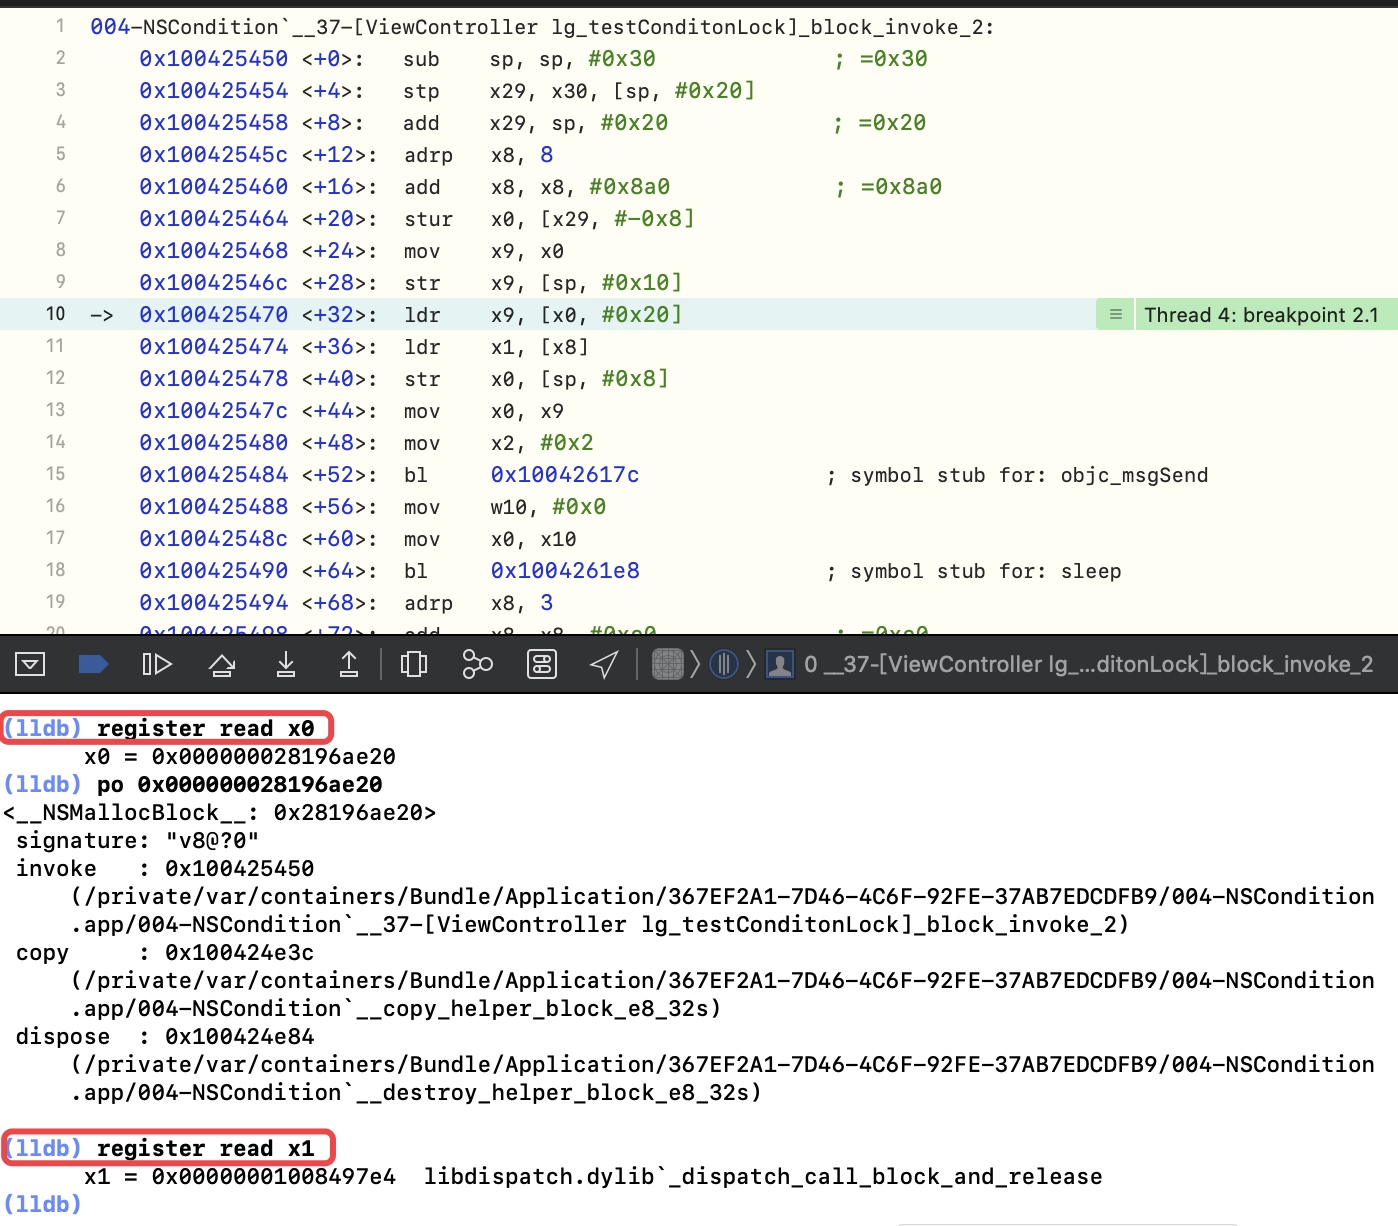 1 004-NSCondition`__37-[ViewController lg_testConditonLock]_block_invoke_2:
2 0x100425450 <+0>: sub sp, sp, #0x30 ; =0x30
3 0x100425454 <+4>: stp x29, x30, [sp, #0x20]
4 0x100425458 <+8>: add x29, sp, #0x20 ; =0x20
5 0x10042545c <+12>: adrp x8, 8
6 0x100425460 <+16>: add x8, x8, #0x8a0 ; =0x8a0
7 0x100425464 <+20>: stur x0, [x29, #-0x8]
8 0x100425468 <+24>: mov x9, x0
9 0x10042546c <+28>: str x9, [sp, #0x10]
10 -> 0x100425470 <+32>: ldr x9, [x0, #0x20] Thread 4: breakpoint 2.1
11 0x100425474 <+36>: ldr x1, [x8]
12 0x100425478 <+40>: str x0, [sp, #0x8]
13 0x10042547c <+44>: mov x0, x9
14 0x100425480 <+48>: mov x2, #0x2
15 0x100425484 <+52>: bl 0x10042617c ; symbol stub for: objc_msgSend
16 0x100425488 <+56>: mov w10, #0x0
17 0x10042548c <+60>: mov x0, x10
18 0x100425490 <+64>: bl 0x1004261e8 ; symbol stub for: sleep
19 0x100425494 <+68>: adrp x8, 3
20 0x100425498 <+72>: add x8, x8,
0 __37-[ViewController lg_...ditonLock]_block_invoke_2
(lldb) register read x0
x0 = 0x000000028196ae20
(lldb) po 0x000000028196ae20
<__NSMallocBlock__: 0x28196ae20>
signature: "v8@?0"
invoke : 0x100425450
(/private/var/containers/Bundle/Application/367EF2A1-7D46-4C6F-92FE-37AB7EDCDFB9/004-NSCondition
.app/004-NSCondition`__37-[ViewController lg_testConditonLock]_block_invoke_2)
copy : 0x100424e3c
(/private/var/containers/Bundle/Application/367EF2A1-7D46-4C6F-92FE-37AB7EDCDFB9/004-NSCondition
.app/004-NSCondition`__copy_helper_block_e8_32s)
dispose : 0x100424e84
(/private/var/containers/Bundle/Application/367EF2A1-7D46-4C6F-92FE-37AB7EDCDFB9/004-NSCondition
.app/004-NSCondition`__destroy_helper_block_e8_32s)
(lldb) register read x1
x1 = 0x00000001008497e4 libdispatch.dylib`_dispatch_call_block_and_release
(lldb)